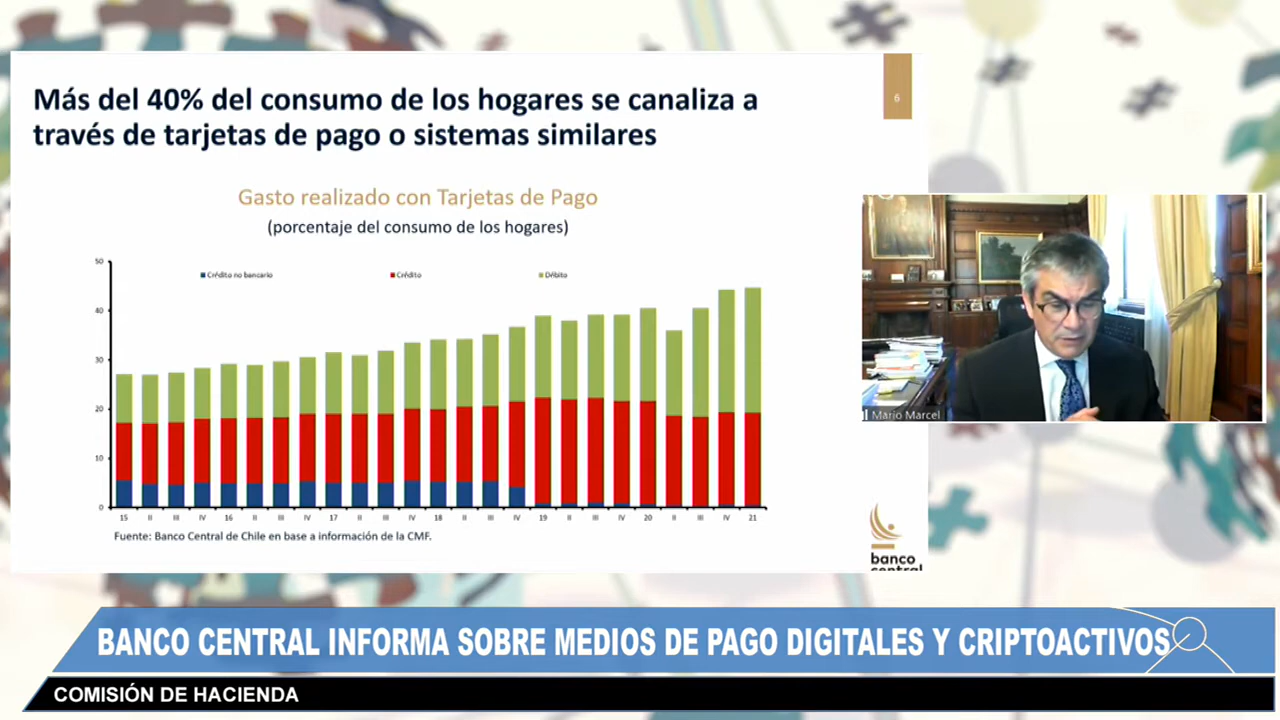 Más del 40% del consumo de los hogares se canaliza a
través de tarjetas de pago o sistemas similares
6
Gasto realizado con Tarjetas de Pago
(porcentaje del consumo de los hogares)
Crédito no bancario Crédito Débito
50
40
30
20
10
0
15 II III IV 16 II III IV 17 II III IV 18 II III IV 19 II III IV 20 II III IV 21
Fuente: Banco Central de Chile en base a información de la CMF.
banco
central
Mario Marcel
BANCO CENTRAL INFORMA SOBRE MEDIOS DE PAGO DIGITALES Y CRIPTOACTIVOS
COMISIÓN DE HACIENDA